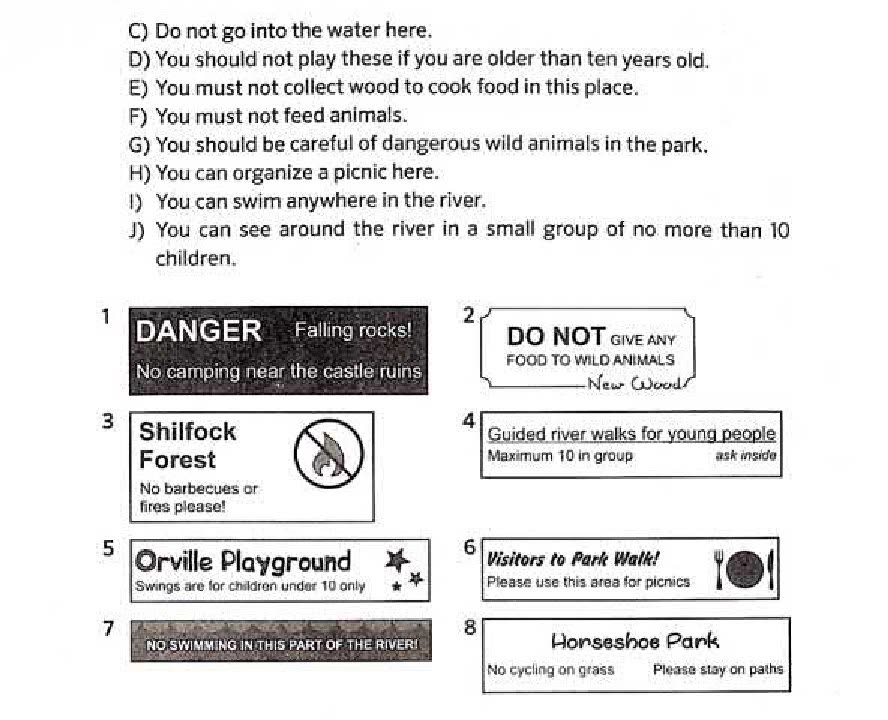 C) Do not go into the water here.
D) You should not play these if you are older than ten years old.
E) You must not collect wood to cook food in this place.
F) You must not feed animals.
G) You should be careful of dangerous wild animals in the park.
H) You can organize a picnic here.
I) You can swim anywhere in the river.
J) You can see around the river in a small group of no more than 10
children.
1
DANGER Falling rocks!
No camping near the castle ruins
2
DO NOT GIVE ANY
FOOD TO WILD ANIMALS
New Wood
3
Shilfock
Forest
No barbecues or
fires please!
4
Guided river walks for young people
Maximum 10 in group ask inside
5
Orville Playground
Swings are for children under 10 only
6
Visitors to Park Walk!
Please use this area for picnics
7
NO SWIMMING IN THIS PART OF THE RIVER!
8
Horseshoe Park
No cycling on grass Please stay on paths